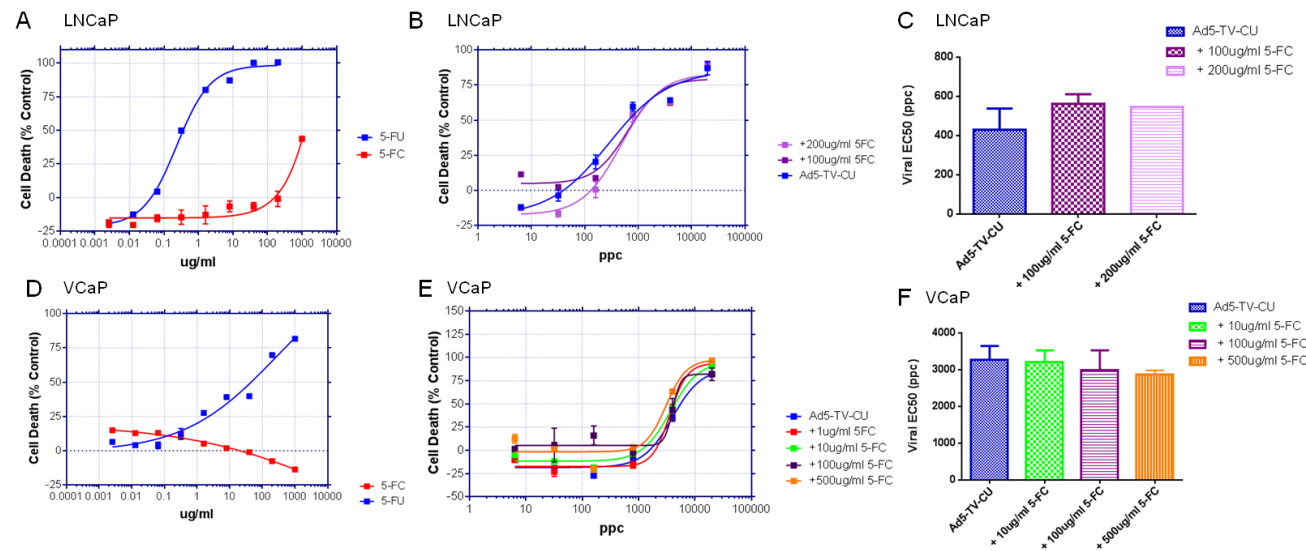 A LNCaP
Cell Death (% Control)
100
75
50
25
0
-25
0.0001 0.001 0.01 0.1 1 10 100 1000 10000
ug/ml
5-FU
5-FC
B LNCaP
Cell Death (% Control)
100
75
50
25
0
-25
1 10 100 1000 10000 100000
ppc
+200ug/ml 5FC
+100ug/ml 5FC
Ad5-TV-CU
C LNCaP
Ad5-TV-CU
+ 100ug/ml 5-FC
+ 200ug/ml 5-FC
Viral EC50 (ppc)
800
600
400
200
0
Ad5-TV-CU
+ 100ug/ml 5-FC
+ 200ug/ml 5-FC
D VCaP
Cell Death (% Control)
100
75
50
25
0
-25
0.0001 0.001 0.01 0.1 1 10 100 1000 10000
ug/ml
5-FC
5-FU
E VCaP
Cell Death (% Control)
150
125
100
75
50
25
0
-25
-50
1 10 100 1000 10000 100000
ppc
Ad5-TV-CU
+1ug/ml 5-FC
+10ug/ml 5-FC
+100ug/ml 5-FC
+500ug/ml 5-FC
F VCaP
Ad5-TV-CU
+ 10ug/ml 5-FC
+ 100ug/ml 5-FC
+ 500ug/ml 5-FC
Viral EC50 (ppc)
4000
3000
2000
1000
0
Ad5-TV-CU
+ 10ug/ml 5-FC
+ 100ug/ml 5-FC
+ 500ug/ml 5-FC